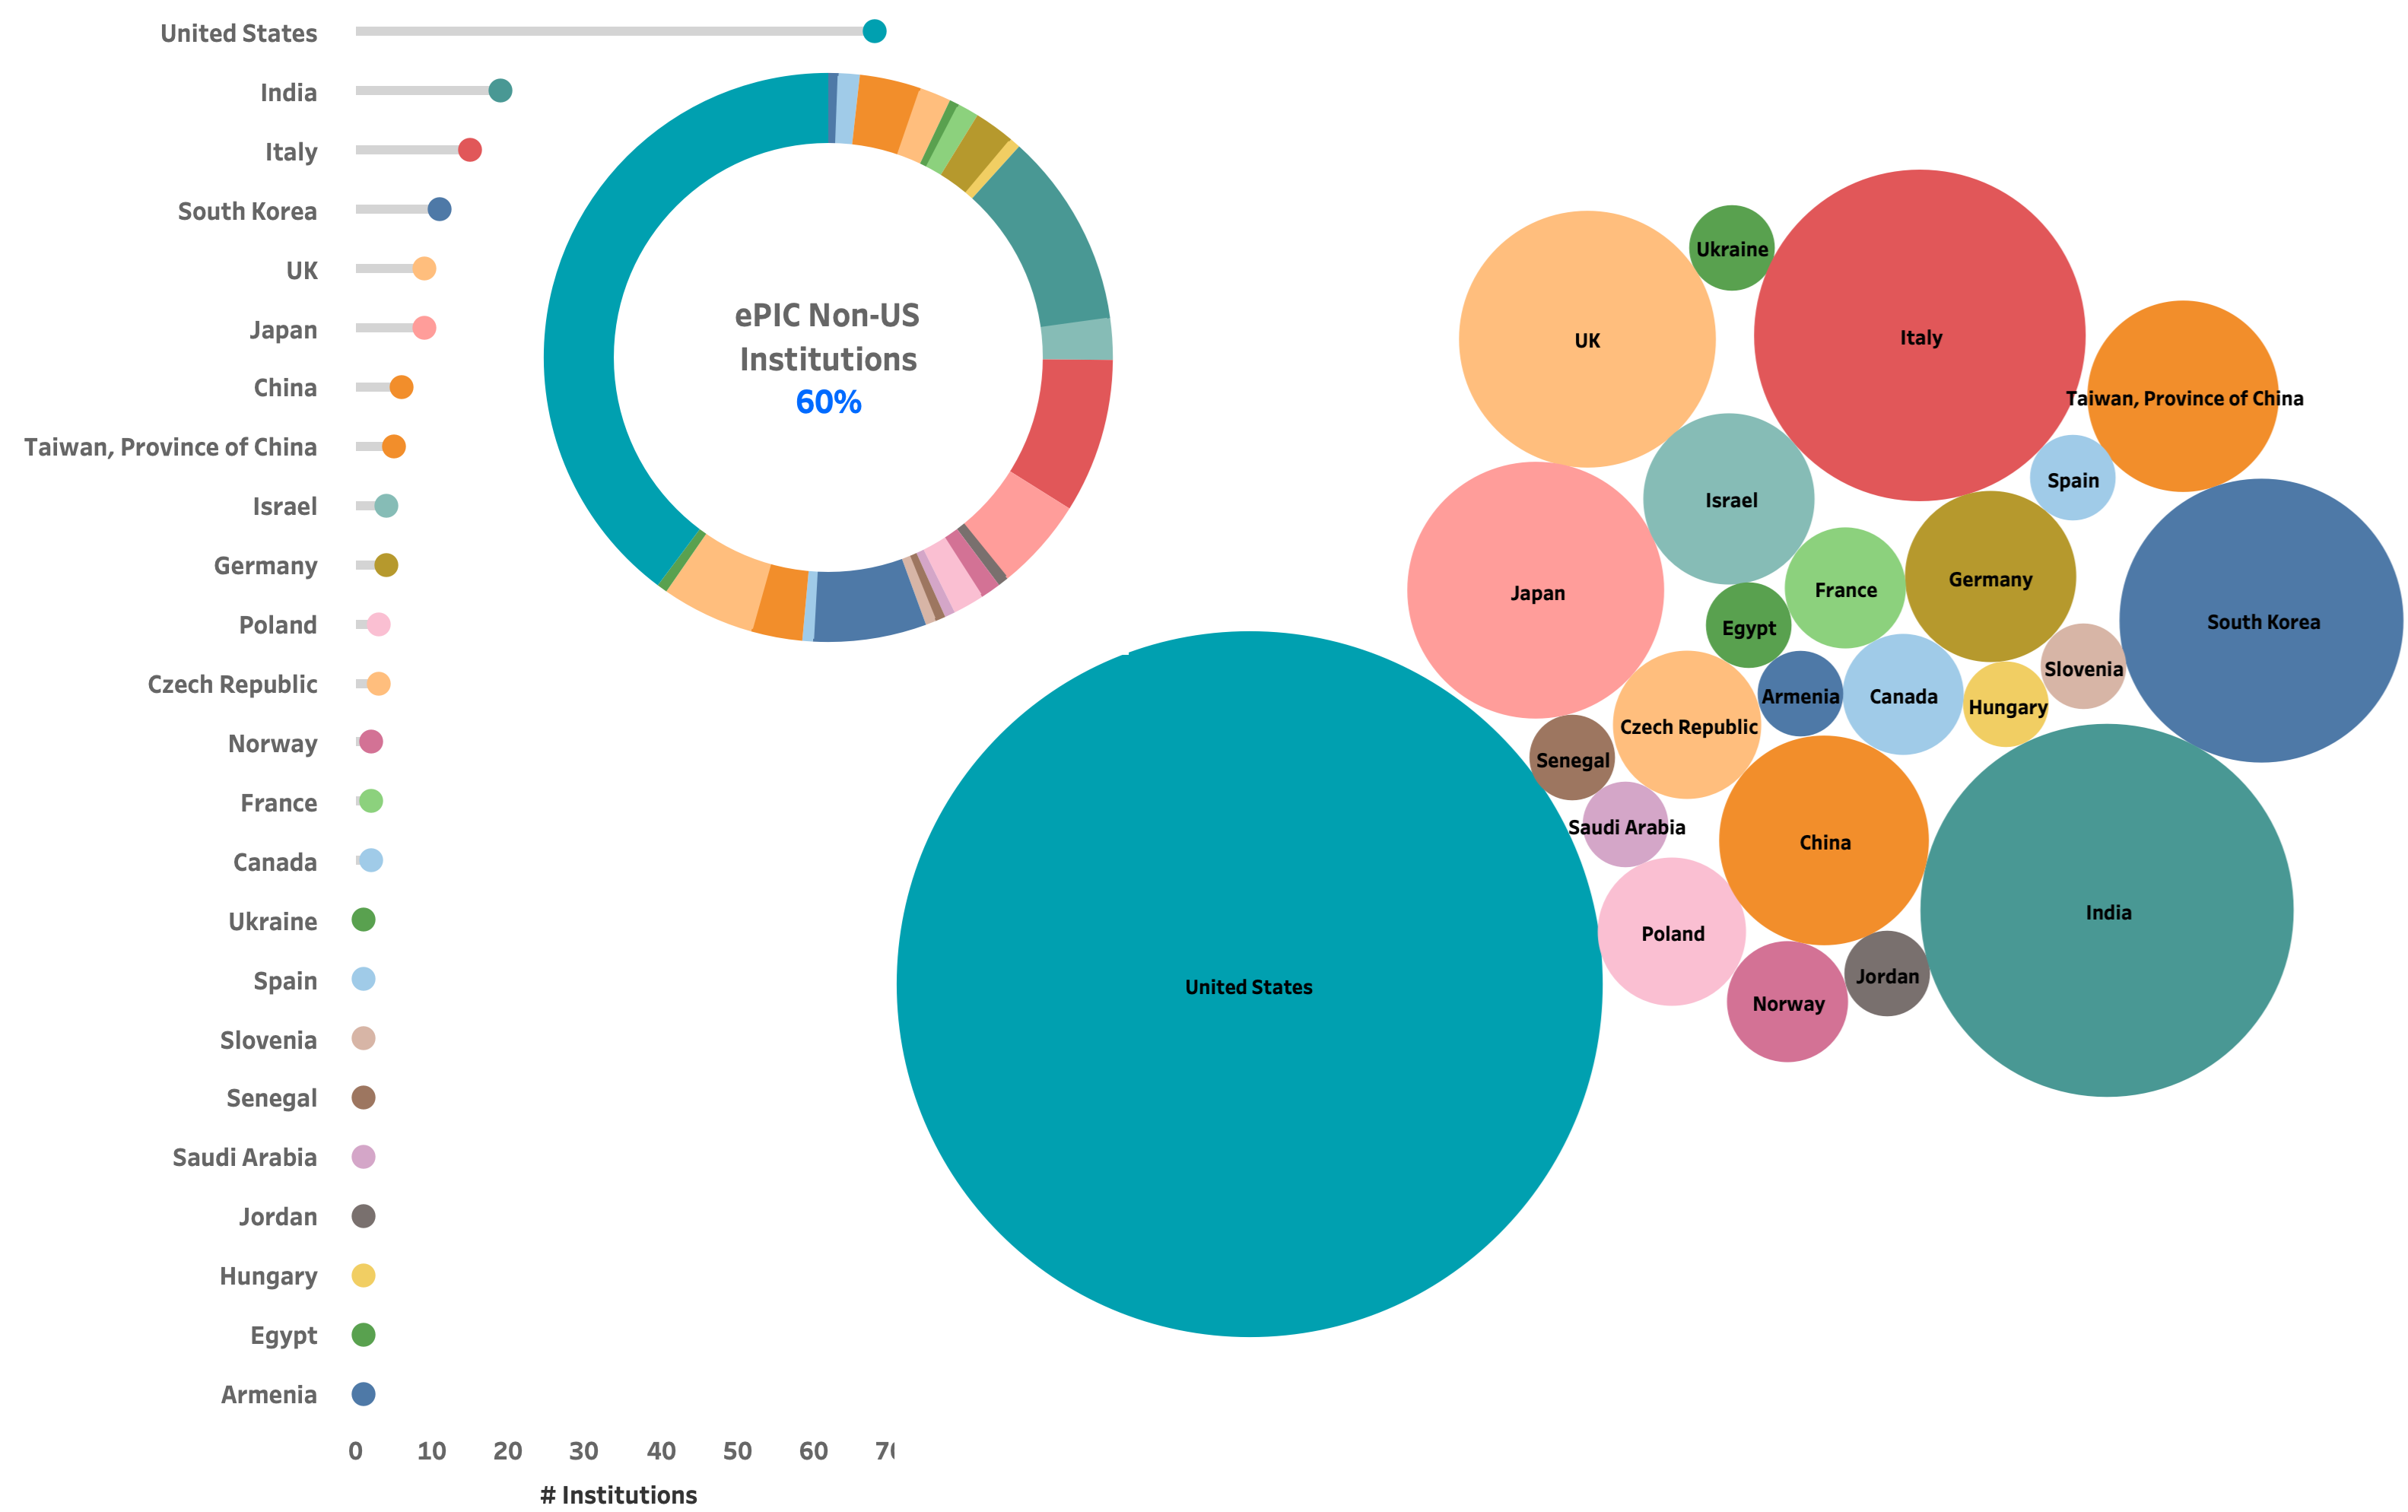 United States
India
Italy
South Korea
UK
Japan
China
Taiwan, Province of China
Israel
Germany
Poland
Czech Republic
Norway
France
Canada
Ukraine
Spain
Slovenia
Senegal
Saudi Arabia
Jordan
Hungary
Egypt
Armenia
0 10 20 30 40 50 60
# Institutions
ePIC Non-US
Institutions
60%
Ukraine
UK
Italy
Taiwan, Province of China
Spain
Israel
Germany
France
Japan
South Korea
Egypt
Slovenia
Armenia
Canada
Hungary
Czech Republic
Senegal
Saudi Arabia
China
India
Poland
Jordan
United States
Norway